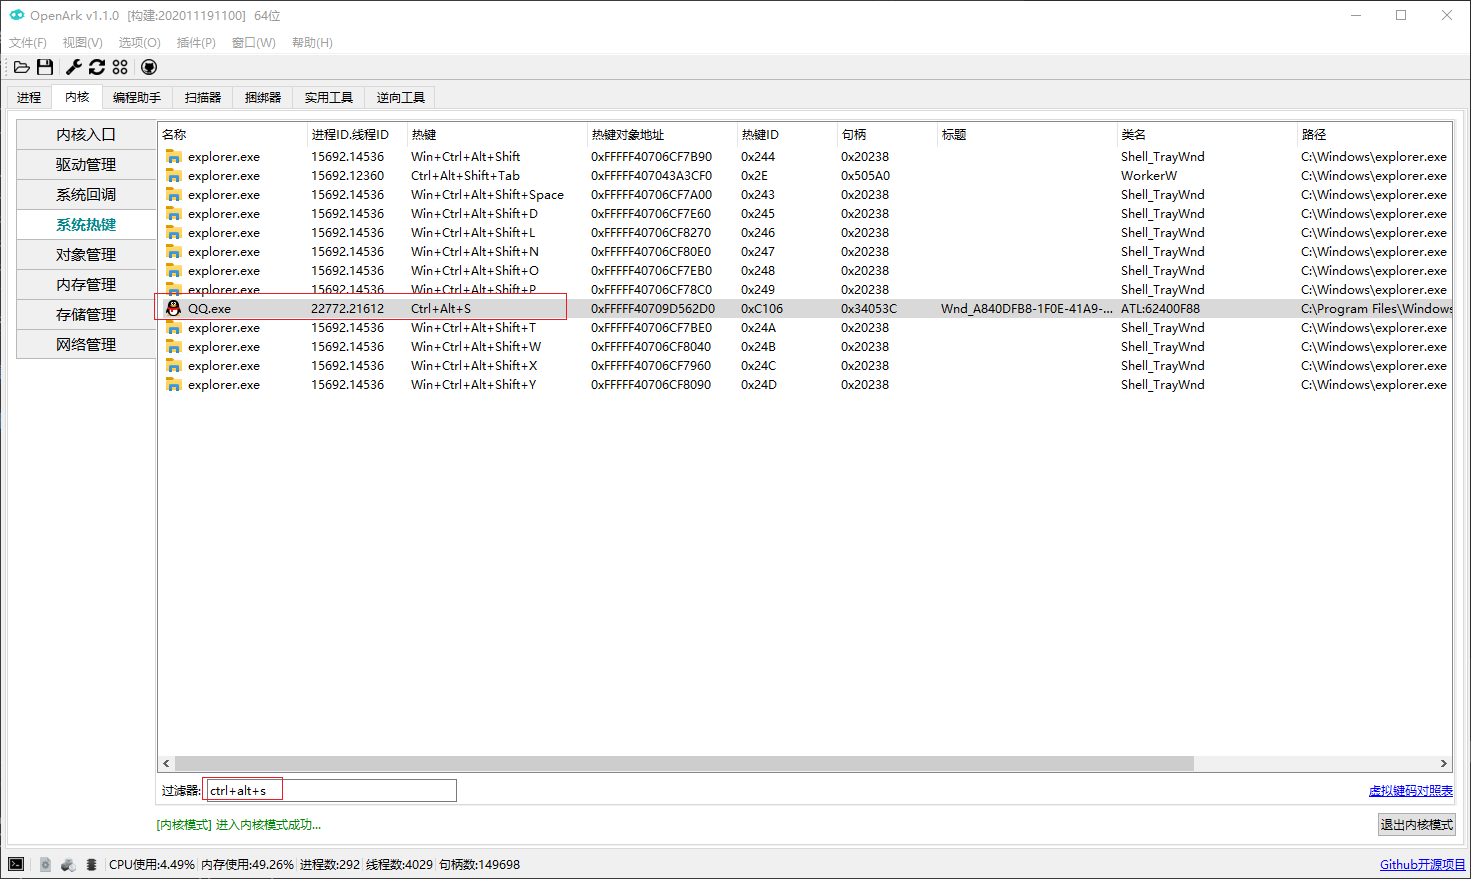 OpenArk v1.1.0 [构建:202011191100] 64位
文件(F) 视图(V) 选项(O) 插件(P) 窗口(W) 帮助(H)
进程 内核 编程助手 扫描器 捆绑器 实用工具 逆向工具
内核入口
驱动管理
系统回调
系统热键
对象管理
内存管理
存储管理
网络管理
名称 进程ID.线程ID 热键 热键对象地址 热键ID 句柄 标题 类名 路径
explorer.exe 15692.14536 Win+Ctrl+Alt+Shift 0xFFFFF40706CF7B90 0x244 0x20238 Shell_TrayWnd C:\Windows\explorer.exe
explorer.exe 15692.12360 Ctrl+Alt+Shift+Tab 0xFFFFF407043A3CF0 0x2E 0x505A0 WorkerW C:\Windows\explorer.exe
explorer.exe 15692.14536 Win+Ctrl+Alt+Shift+Space 0xFFFFF40706CF7A00 0x243 0x20238 Shell_TrayWnd C:\Windows\explorer.exe
explorer.exe 15692.14536 Win+Ctrl+Alt+Shift+D 0xFFFFF40706CF7E60 0x245 0x20238 Shell_TrayWnd C:\Windows\explorer.exe
explorer.exe 15692.14536 Win+Ctrl+Alt+Shift+L 0xFFFFF40706CF8270 0x246 0x20238 Shell_TrayWnd C:\Windows\explorer.exe
explorer.exe 15692.14536 Win+Ctrl+Alt+Shift+N 0xFFFFF40706CF80E0 0x247 0x20238 Shell_TrayWnd C:\Windows\explorer.exe
explorer.exe 15692.14536 Win+Ctrl+Alt+Shift+O 0xFFFFF40706CF7EB0 0x248 0x20238 Shell_TrayWnd C:\Windows\explorer.exe
explorer.exe 15692.14536 Win+Ctrl+Alt+Shift+P 0xFFFFF40706CF78C0 0x249 0x20238 Shell_TrayWnd C:\Windows\explorer.exe
QQ.exe 22772.21612 Ctrl+Alt+S 0xFFFFF40709D562D0 0xC106 0x34053C Wnd_A840DFB8-1F0E-41A9-... ATL:62400F88 C:\Program Files\Windows
explorer.exe 15692.14536 Win+Ctrl+Alt+Shift+T 0xFFFFF40706CF7BE0 0x24A 0x20238 Shell_TrayWnd C:\Windows\explorer.exe
explorer.exe 15692.14536 Win+Ctrl+Alt+Shift+W 0xFFFFF40706CF8040 0x24B 0x20238 Shell_TrayWnd C:\Windows\explorer.exe
explorer.exe 15692.14536 Win+Ctrl+Alt+Shift+X 0xFFFFF40706CF7960 0x24C 0x20238 Shell_TrayWnd C:\Windows\explorer.exe
explorer.exe 15692.14536 Win+Ctrl+Alt+Shift+Y 0xFFFFF40706CF8090 0x24D 0x20238 Shell_TrayWnd C:\Windows\explorer.exe
过滤器: ctrl+alt+s 虚拟键码对照表
[内核模式] 进入内核模式成功... 退出内核模式
CPU使用:4.49% 内存使用:49.26% 进程数:292 线程数:4029 句柄数:149698 Github开源项目